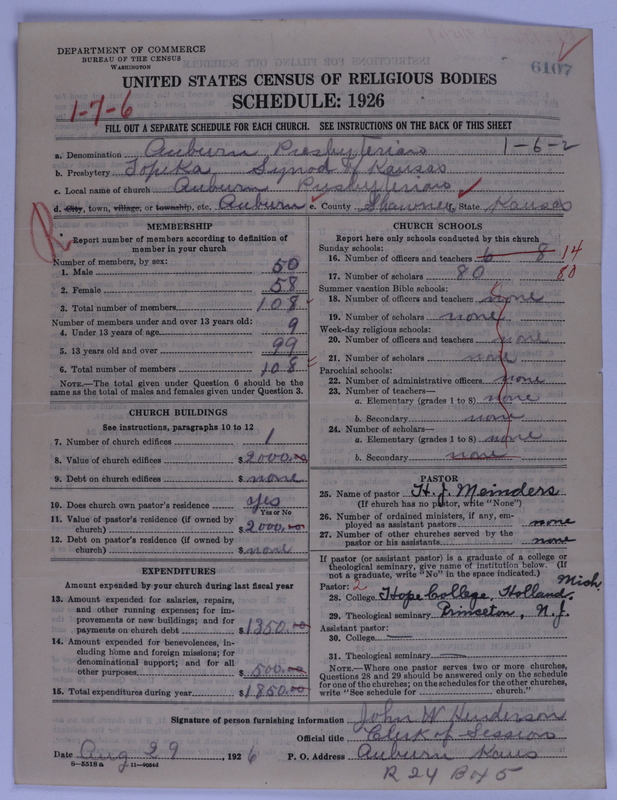 DEPARTMENT OF COMMERCE
BUREAU OF THE CENSUS
WASHINGTON
6107
UNITED STATES CENSUS OF RELIGIOUS BODIES
1-7-6
SCHEDULE: 1926
FILL OUT A SEPARATE SCHEDULE FOR EACH CHURCH. SEE INSTRUCTIONS ON THE BACK OF THIS SHEET
a. Denomination Auburn Presbyterians 1-6-2
b. Presbytery Topeka Synod of Kansas
c. Local name of church Auburn Presbyterians
d. City, town, village, or township, etc. Auburn e. County Shawnee f. State Kansas
MEMBERSHIP
Report number of members according to definition of
member in your church
Number of members, by sex:
1. Male 50
2. Female 58
3. Total number of members 108
Number of members under and over 13 years old:
4. Under 13 years of age 9
5. 13 years old and over 99
6. Total number of members 108
NOTE.—The total given under Question 6 should be
same as the total of males and females given under Question 3.
CHURCH BUILDINGS
See instructions, paragraphs 10 to 12
7. Number of church edifices 1
8. Value of church edifices $2000.00
9. Debt on church edifices $none
10. Does church own pastor's residence yes
Yes or No
11. Value of pastor's residence (if owned by
church) $2000.00
12. Debt on pastor's residence (if owned by
church) $none
EXPENDITURES
Amount expended by your church during last fiscal year
13. Amount expended for salaries, repairs,
and other running expenses; for im-
provements or new buildings; and for
payments on church debt $1350.00
14. Amount expended for benevolences, in-
cluding home and foreign missions; for
denominational support; and for all
other purposes $500.00
15. Total expenditures during year $1850.00
CHURCH SCHOOLS
Report here only schools conducted by this church
Sunday schools:
16. Number of officers and teachers 6 8 14
17. Number of scholars 80 80
Summer vacation Bible schools:
18. Number of officers and teachers none
19. Number of scholars none
Week-day religious schools:
20. Number of officers and teachers none
21. Number of scholars none
Parochial schools:
22. Number of administrative officers none
23. Number of teachers—
a. Elementary (grades 1 to 8) none
b. Secondary none
24. Number of scholars—
a. Elementary (grades 1 to 8) none
b. Secondary none
PASTOR
25. Name of pastor H. J. Meinders
(If church has no pastor, write "None")
26. Number of ordained ministers, if any, em-
ployed as assistant pastors none
27. Number of other churches served by the
pastor or his assistants none
If pastor (or assistant pastor) is a graduate of a college or
theological seminary, give name of institution below. (If
not a graduate, write "No" in the space indicated.)
Pastor: 2 Mich
28. College Hope College, Holland.
29. Theological seminary Princeton, N.J.
Assistant pastor:
30. College
31. Theological seminary
NOTE.—Where one pastor serves two or more churches,
Questions 28 and 29 should be answered only on the schedule
for one of the churches; on the schedules for the other churches,
write "See schedule for church."
Signature of person furnishing information John W Henderson
Official title Clerk of Session
Date Aug 29, 1926 P. O. Address Auburn Kans
8-5518a
R 24 Bx 5